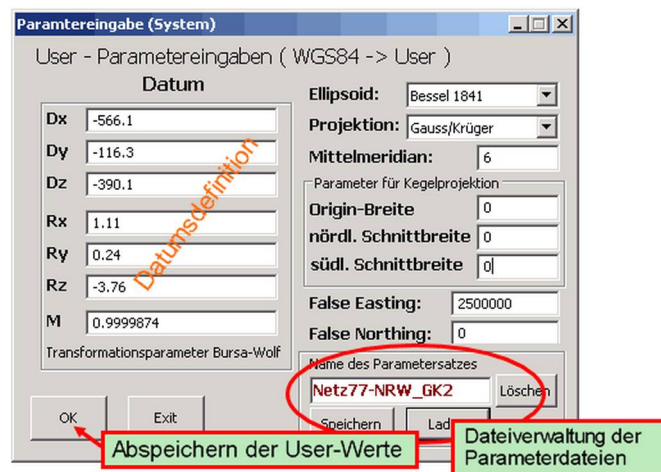 Paramtereingabe (System)
User - Parametereingaben ( WGS84 -> User )
Datum
Dx -566.1
Dy -116.3
Dz -390.1
Rx 1.11
Ry 0.24
Rz -3.76
M 0.9999874
Transformationsparameter Bursa-Wolf
Datumsdefinition
Ellipsoid: Bessel 1841
Projektion: Gauss/Krüger
Mittelmeridian: 6
Parameter für Kegelprojektion
Origin-Breite 0
nördl. Schnittbreite 0
südl. Schnittbreite 0
False Easting: 2500000
False Northing: 0
Name des Parametersatzes
Netz77-NRW_GK2 Löschen
Speichern
OK Exit
Abspeichern der User-Werte
Dateiverwaltung der
Parameterdateien